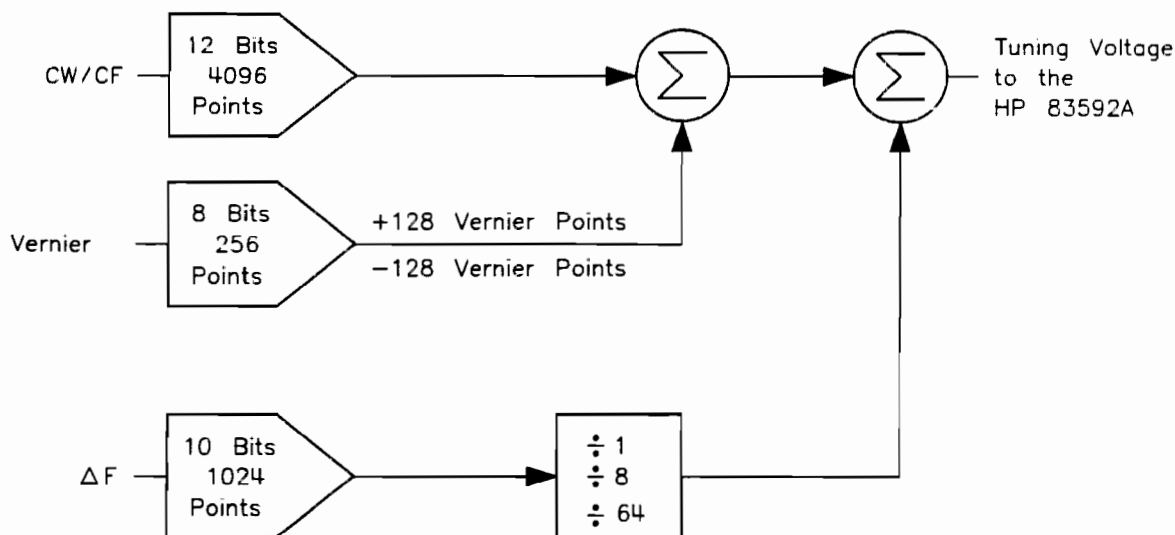 12 Bits
4096
Points
CW/CF
Σ
Σ
Tuning Voltage
to the
HP 83592A
8 Bits
256
Points
Vernier
+128 Vernier Points
-128 Vernier Points
10 Bits
1024
Points
ΔF
÷ 1
÷ 8
÷ 64